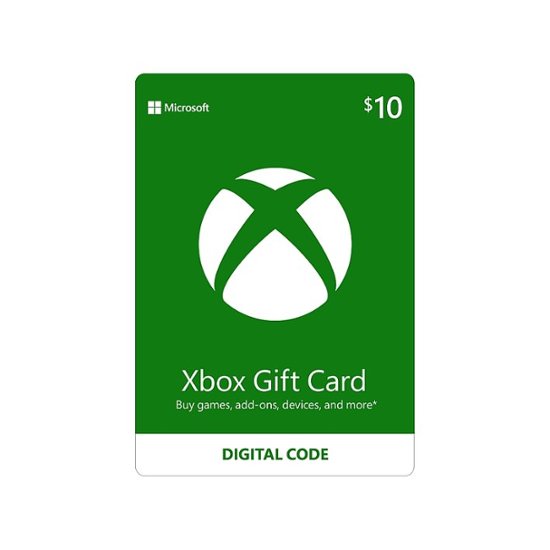 Microsoft
$10
Xbox Gift Card
Buy games, add-ons, devices, and more*
DIGITAL CODE